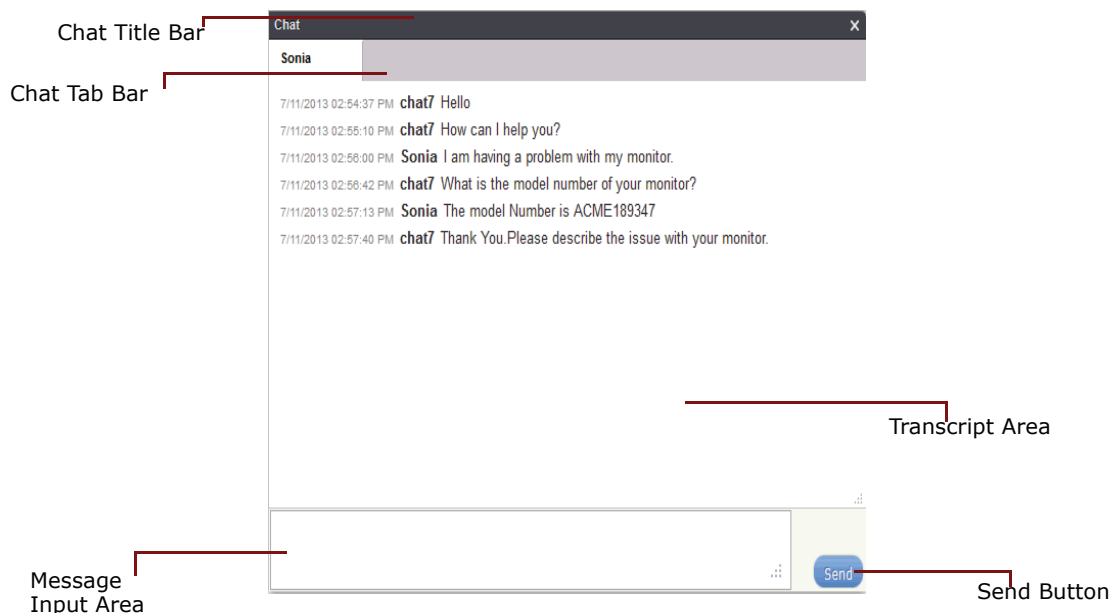 Chat Title Bar
Chat
X
Sonia
Chat Tab Bar
7/11/2013 02:54:37 PM chat7 Hello
7/11/2013 02:55:10 PM chat7 How can I help you?
7/11/2013 02:56:00 PM Sonia I am having a problem with my monitor.
7/11/2013 02:56:42 PM chat7 What is the model number of your monitor?
7/11/2013 02:57:13 PM Sonia The model Number is ACME189347
7/11/2013 02:57:40 PM chat7 Thank You.Please describe the issue with your monitor.
Transcript Area
Message
Input Area
Send
Send Button